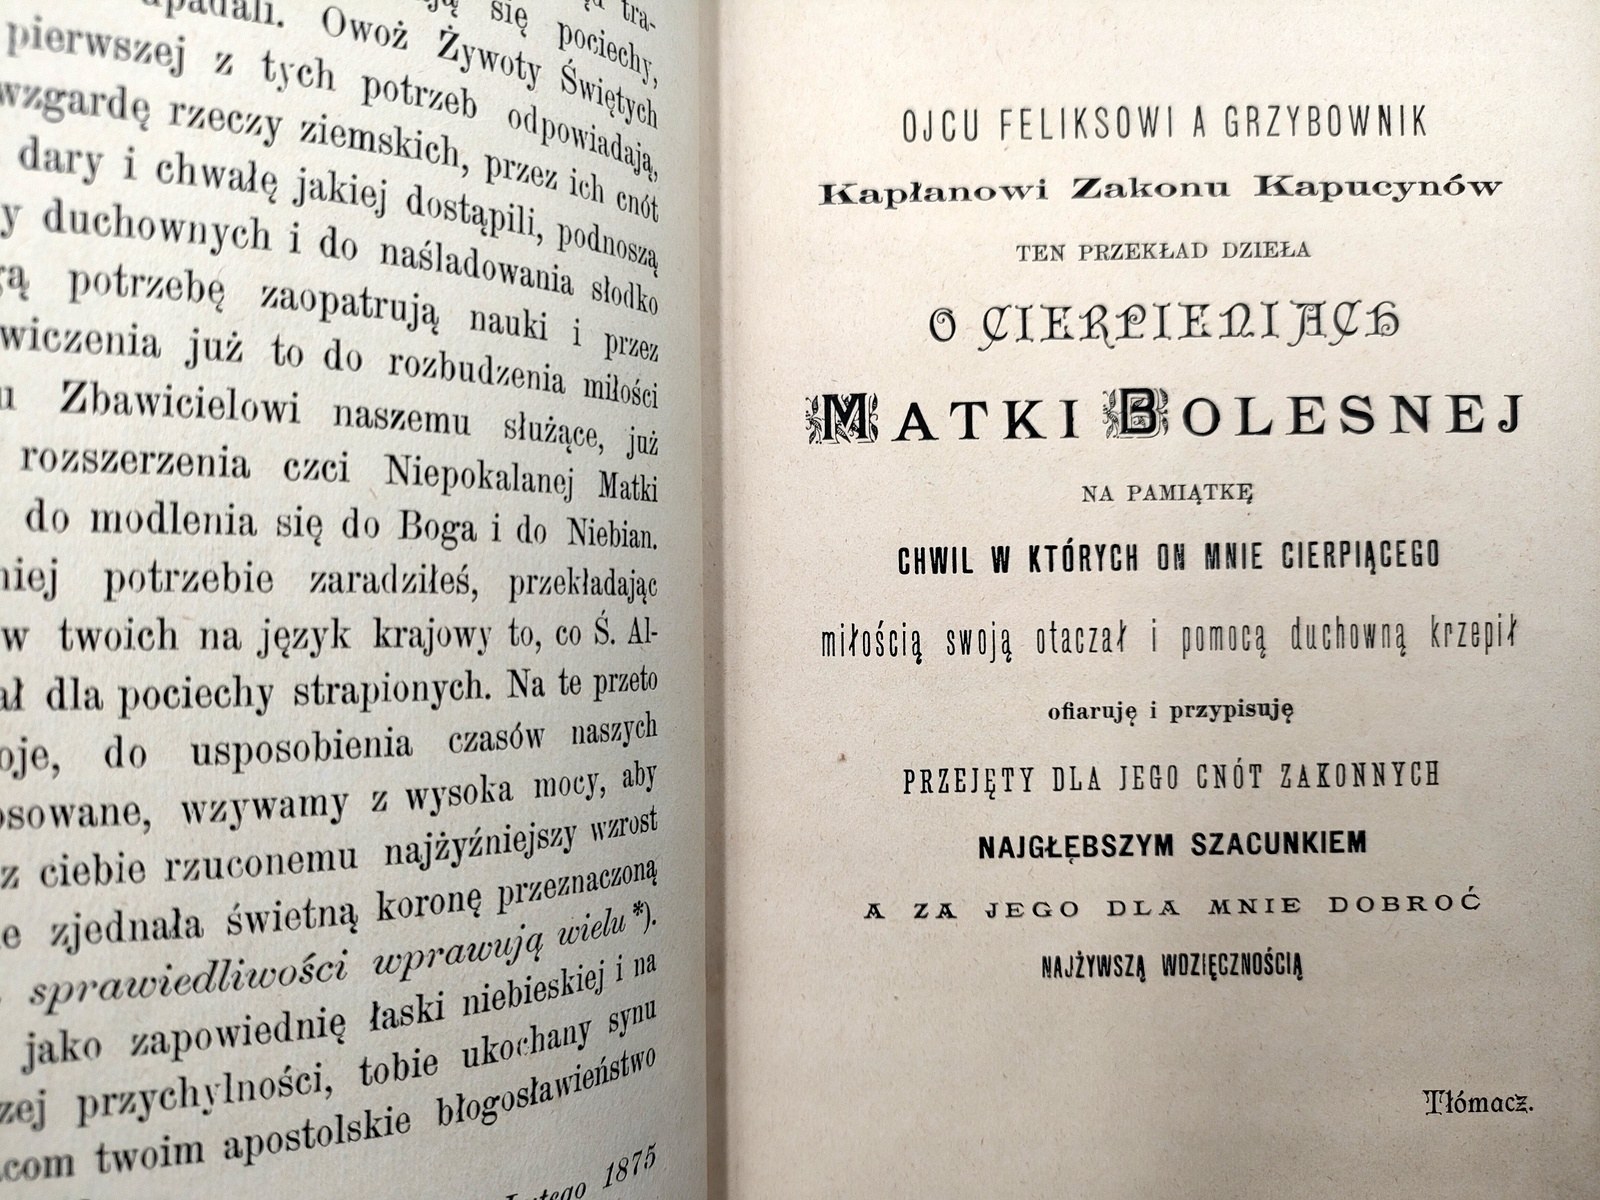 się tra-
pociechy,
Owoż Żywoty Świętych
pierwszej z tych potrzeb odpowiadają,
wzgardę rzeczy ziemskich, przez ich cnót
dary i chwałę jakiej dostąpili, podnoszą
y duchownych i do naśladowania słodko
gą potrzebę zaopatrują nauki i przez
wiczenia już to do rozbudzenia miłości
u Zbawicielowi naszemu służące, już
rozszerzenia czci Niepokalanej Matki
do modlenia się do Boga i do Niebian.
niej potrzebie zaradziłeś, przekładając
w twoich na język krajowy to, co Ś. Al-
ał dla pociechy strapionych. Na te przeto
oje, do usposobienia czasów naszych
osowane, wzywamy z wysoka mocy, aby
z ciebie rzuconemu najżyźniejszy wzrost
e zjednała świetną koronę przeznaczoną
sprawiedliwości wprawują wielu *).
jako zapowiednię łaski niebieskiej i na
zej przychylności, tobie ukochany synu
com twoim apostolskie błogosławieństwo
Lutego 1875
OJCU FELIKSOWI A GRZYBOWNIK
Kapłanowi Zakonu Kapucynów
TEN PRZEKŁAD DZIEŁA
O CIERPIENIACH
MATKI BOLESNEJ
NA PAMIĄTKĘ
CHWIL W KTÓRYCH ON MNIE CIERPIĄCEGO
miłością swoją otaczał i pomocą duchowną krzepił
ofiaruję i przypisuję
PRZEJĘTY DLA JEGO CNÓT ZAKONNYCH
NAJGŁĘBSZYM SZACUNKIEM
A ZA JEGO DLA MNIE DOBROĆ
NAJŻYWSZĄ WDZIĘCZNOŚCIĄ
Tłómacz.